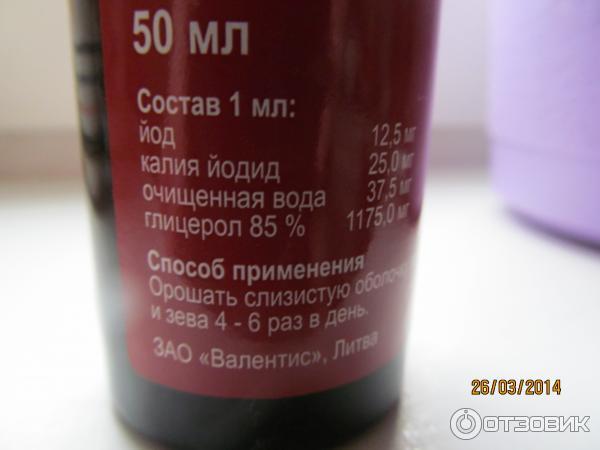 50 мл
Состав 1 мл:
йод 12,5 мг
калия йодид 25,0 мг
очищенная вода 37,5 мг
глицерол 85 % 1175,0 мг
Способ применения
Орошать слизистую
и зева 4 - 6 раз в день.
ЗАО «Валентис», Литва
26/03/2014
ОТЗОВИК